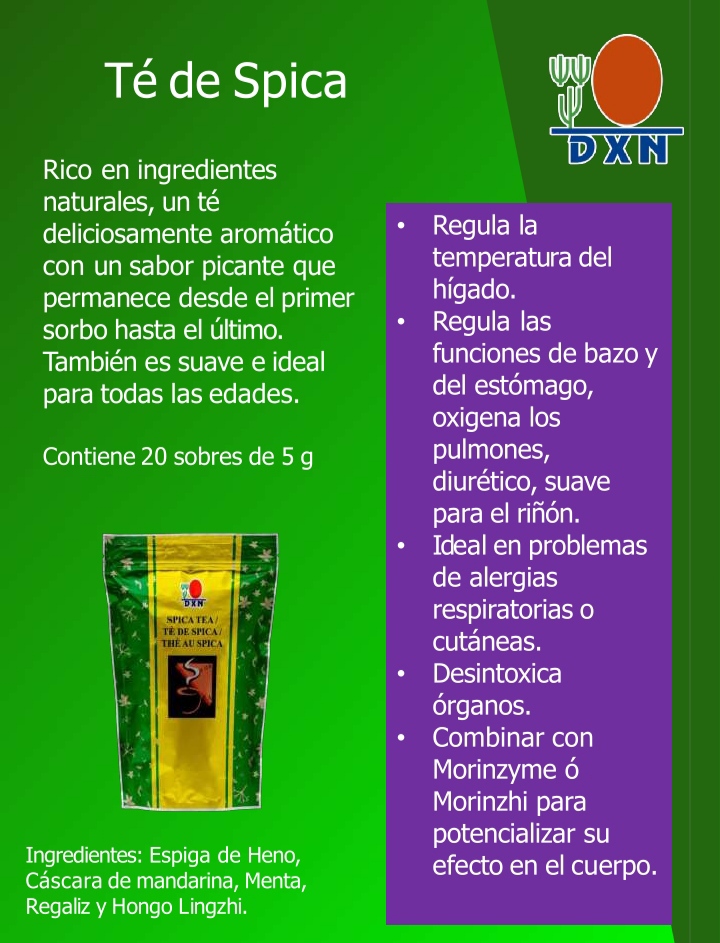 Té de Spica
DXN
Rico en ingredientes
naturales, un té
deliciosamente aromático
con un sabor picante que
permanece desde el primer
sorbo hasta el último.
También es suave e ideal
para todas las edades.
Contiene 20 sobres de 5 g
DXN
SPICA TEA /
TÉ DE SPICA /
THÉ AU SPICA
Ingredientes: Espiga de Heno,
Cáscara de mandarina, Menta,
Regaliz y Hongo Lingzhi.
• Regula la
temperatura del
hígado.
• Regula las
funciones de bazo y
del estómago,
oxigena los
pulmones,
diurético, suave
para el riñón.
• Ideal en problemas
de alergias
respiratorias o
cutáneas.
• Desintoxica
órganos.
• Combinar con
Morinzyme ó
Morinzhi para
potencializar su
efecto en el cuerpo.